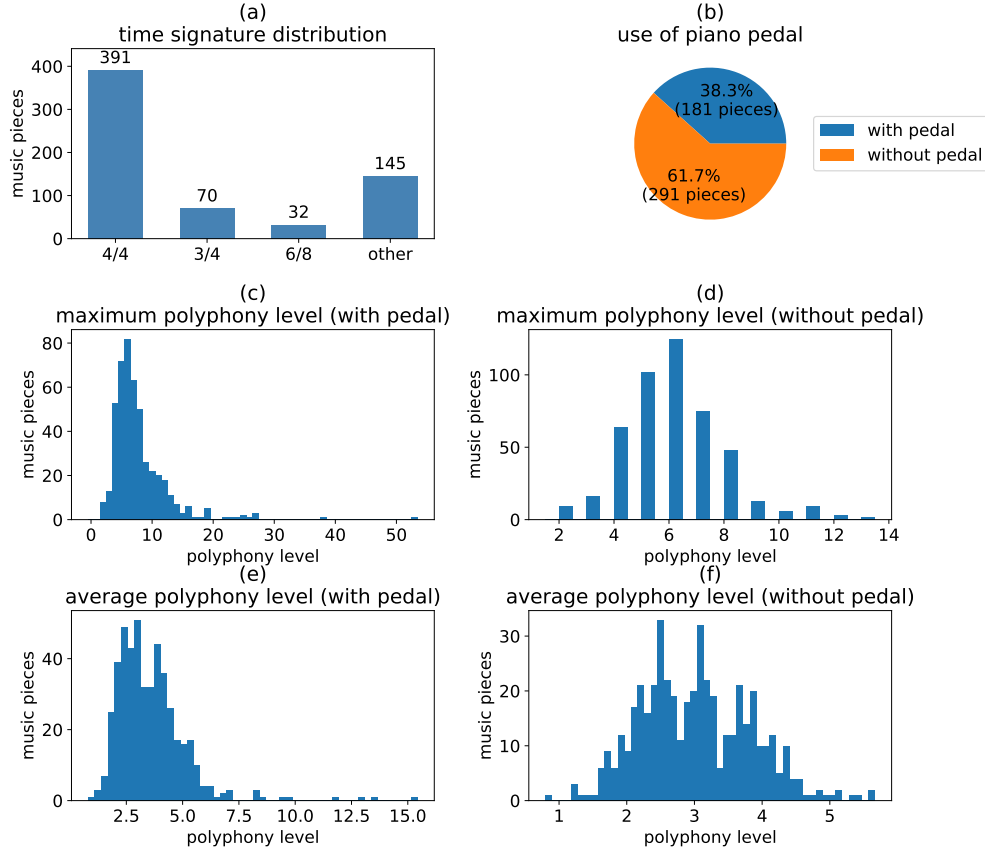 (a)
time signature distribution
391
70
32
145
400
300
200
100
0
music pieces
4/4 3/4 6/8 other
(b)
use of piano pedal
38.3%
(181 pieces)
61.7%
(291 pieces)
with pedal
without pedal
(c)
maximum polyphony level (with pedal)
80
60
40
20
0
music pieces
0 10 20 30 40 50
polyphony level
(d)
maximum polyphony level (without pedal)
100
50
0
music pieces
2 4 6 8 10 12 14
polyphony level
(e)
average polyphony level (with pedal)
40
20
0
music pieces
2.5 5.0 7.5 10.0 12.5 15.0
polyphony level
(f)
average polyphony level (without pedal)
30
20
10
0
music pieces
1 2 3 4 5
polyphony level